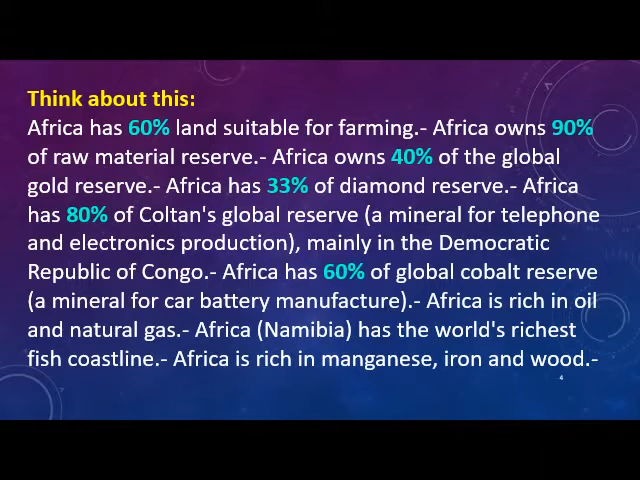 Think about this:
Africa has 60% land suitable for farming.- Africa owns 90%
of raw material reserve.- Africa owns 40% of the global
gold reserve.- Africa has 33% of diamond reserve.- Africa
has 80% of Coltan's global reserve (a mineral for telephone
and electronics production), mainly in the Democratic
Republic of Congo.- Africa has 60% of global cobalt reserve
(a mineral for car battery manufacture).- Africa is rich in oil
and natural gas.- Africa (Namibia) has the world's richest
fish coastline.- Africa is rich in manganese, iron and wood.-
4